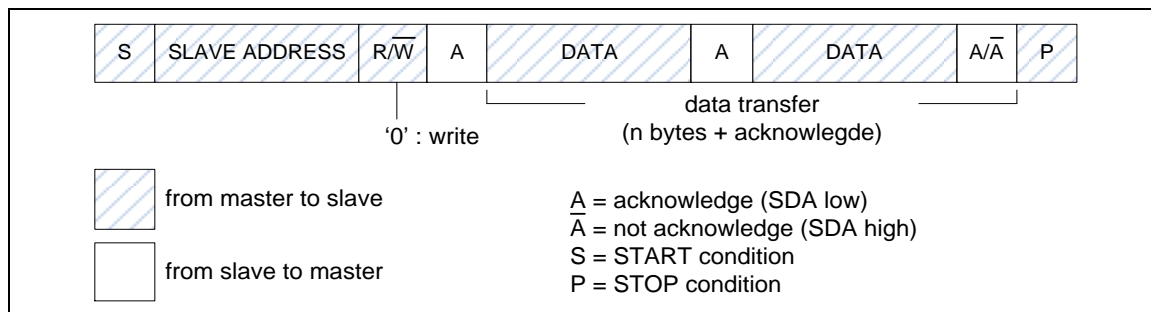 S SLAVE ADDRESS R/W̅ A DATA A DATA A/A̅ P
data transfer
(n bytes + acknowlegde)
‘0’ : write
from master to slave
from slave to master
A = acknowledge (SDA low)
A̅ = not acknowledge (SDA high)
S = START condition
P = STOP condition